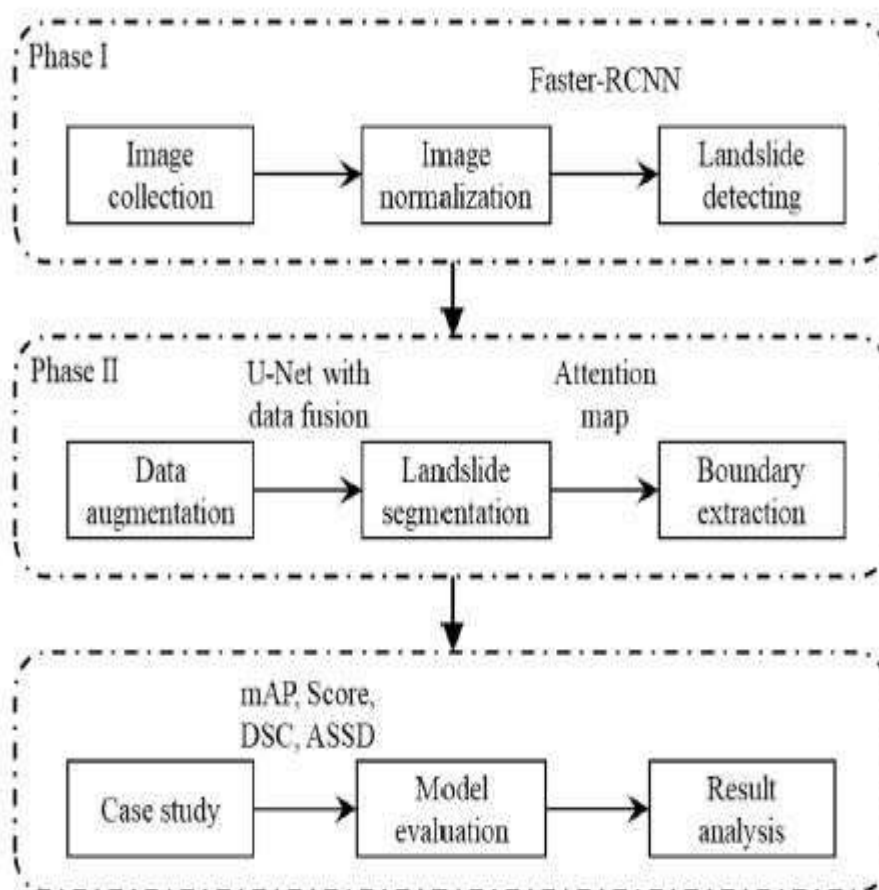 Phase I
Faster-RCNN
Image
collection
Image
normalization
Landslide
detecting
Phase II
U-Net with
data fusion
Attention
map
Data
augmentation
Landslide
segmentation
Boundary
extraction
mAP, Score,
DSC, ASSD
Case study
Model
evaluation
Result
analysis